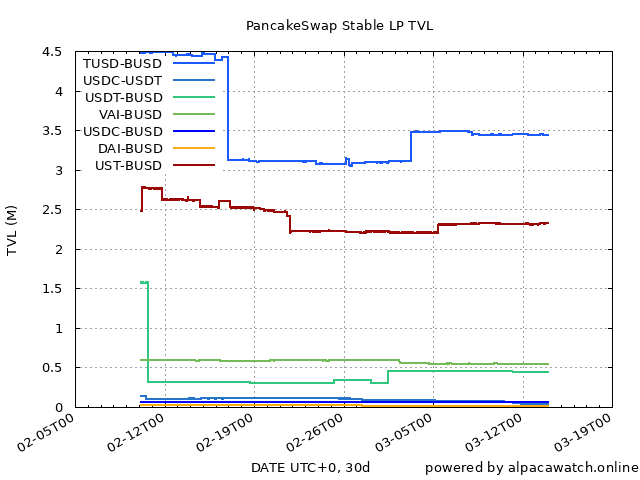 PancakeSwap Stable LP TVL
4.5
4
3.5
3
2.5
2
1.5
1
0.5
0
TVL (M)
TUSD-BUSD
USDC-USDT
USDT-BUSD
VAI-BUSD
USDC-BUSD
DAI-BUSD
UST-BUSD
02-05T00
02-12T00
02-19T00
02-26T00
03-05T00
03-12T00
03-19T00
DATE UTC+0, 30d
powered by alpacawatch.online